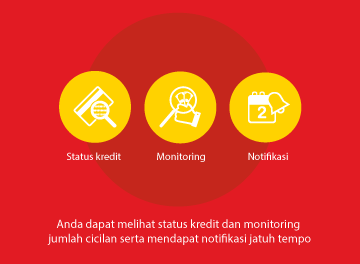 2
Status kredit
Monitoring
Notifikasi
Anda dapat melihat status kredit dan monitoring
jumlah cicilan serta mendapat notifikasi jatuh tempo